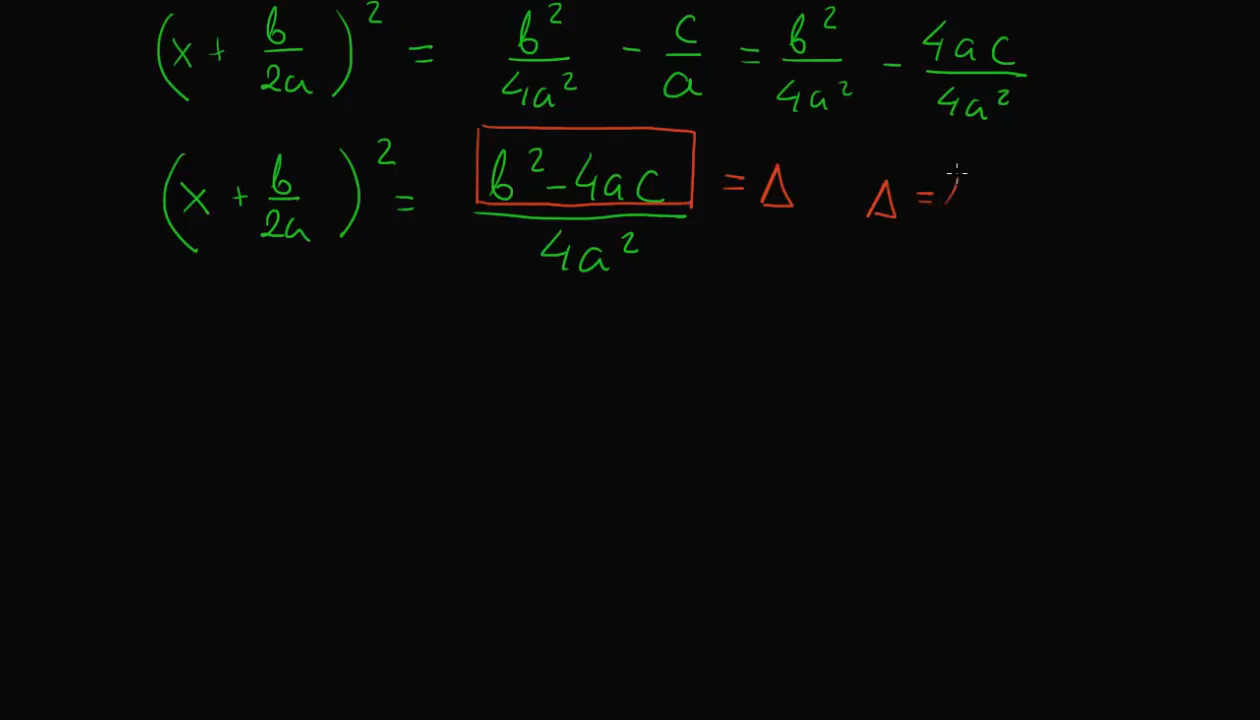 (x + b/2a)² = b²/4a² - c/a = b²/4a² - 4ac/4a²
(x + b/2a)² = b²-4ac/4a² = Δ Δ =